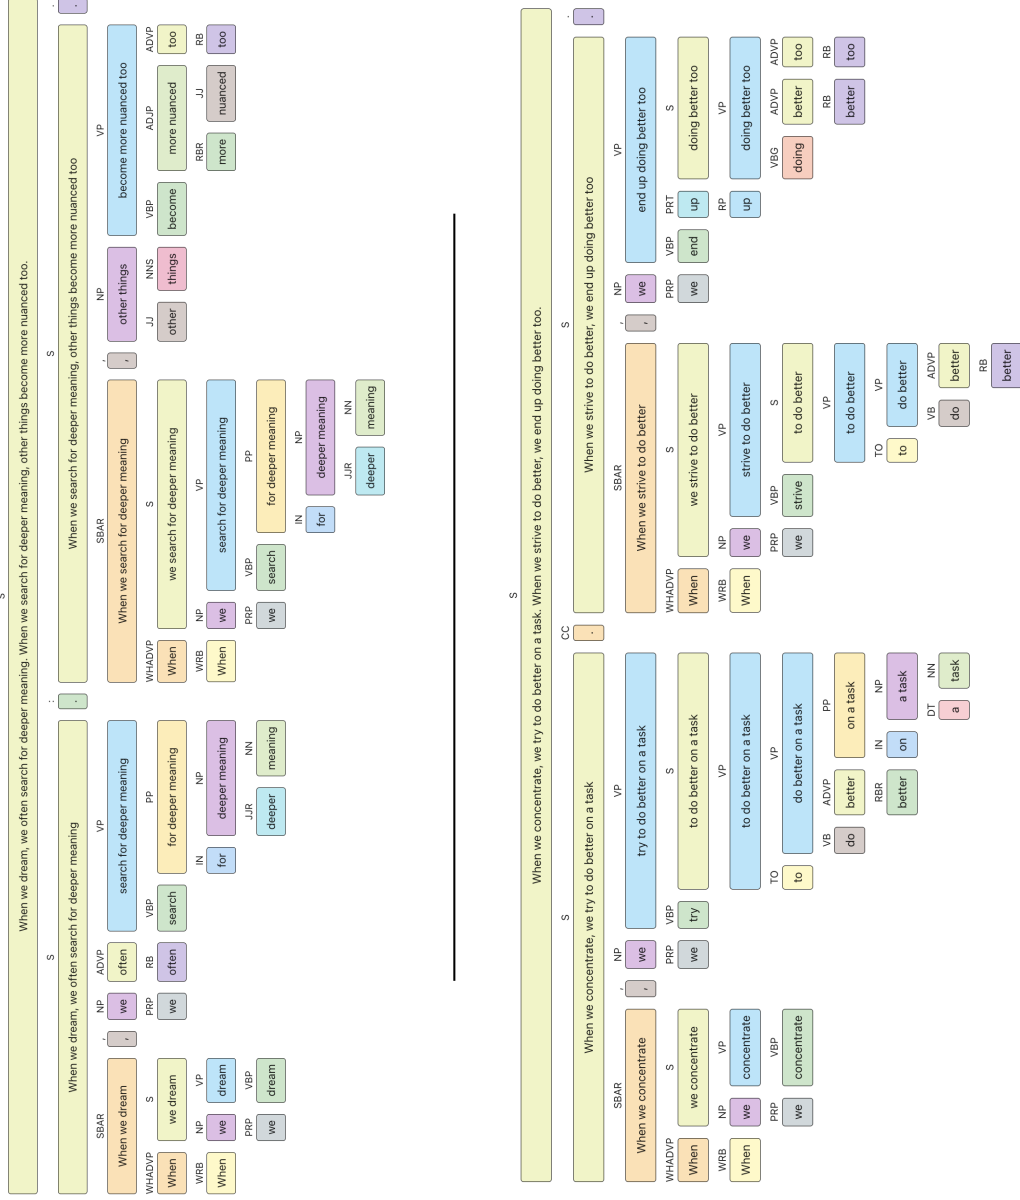 S
When we dream, we often search for deeper meaning. When we search for deeper meaning, other things become more nuanced too.
S : S .
When we dream, we often search for deeper meaning . When we search for deeper meaning, other things become more nuanced too .
SBAR , NP ADVP VP SBAR , NP VP
When we dream , we often search for deeper meaning When we search for deeper meaning , other things become more nuanced too
WHADVP S PRP RB VBP PP WHADVP S JJ NNS VBP ADJP ADVP
When we dream we often search for deeper meaning When we search for deeper meaning other things become more nuanced too
WRB NP VP IN NP WRB NP VP RBR JJ RB
When we dream for deeper meaning When we search for deeper meaning more nuanced too
PRP VBP JJR NN PRP VBP PP
we dream deeper meaning we search for deeper meaning
IN NP
for deeper meaning
JJR NN
deeper meaning
S
When we concentrate, we try to do better on a task. When we strive to do better, we end up doing better too.
S CC S .
When we concentrate, we try to do better on a task . When we strive to do better, we end up doing better too .
SBAR , NP VP SBAR , NP VP
When we concentrate , we try to do better on a task When we strive to do better , we end up doing better too
WHADVP S PRP VBP S WHADVP S PRP VBP PRT S
When we concentrate we try to do better on a task When we strive to do better we end up doing better too
WRB NP VP VP WRB NP VP RP VP
When we concentrate to do better on a task When we strive to do better up doing better too
PRP VBP TO VP PRP VBP S VBG ADVP ADVP
we concentrate to do better on a task we strive to do better doing better too
VB ADVP PP VP RB RB
do better on a task to do better better too
RBR IN NP TO VP
better on a task to do better
DT NN VB ADVP
a task do better
RB
better